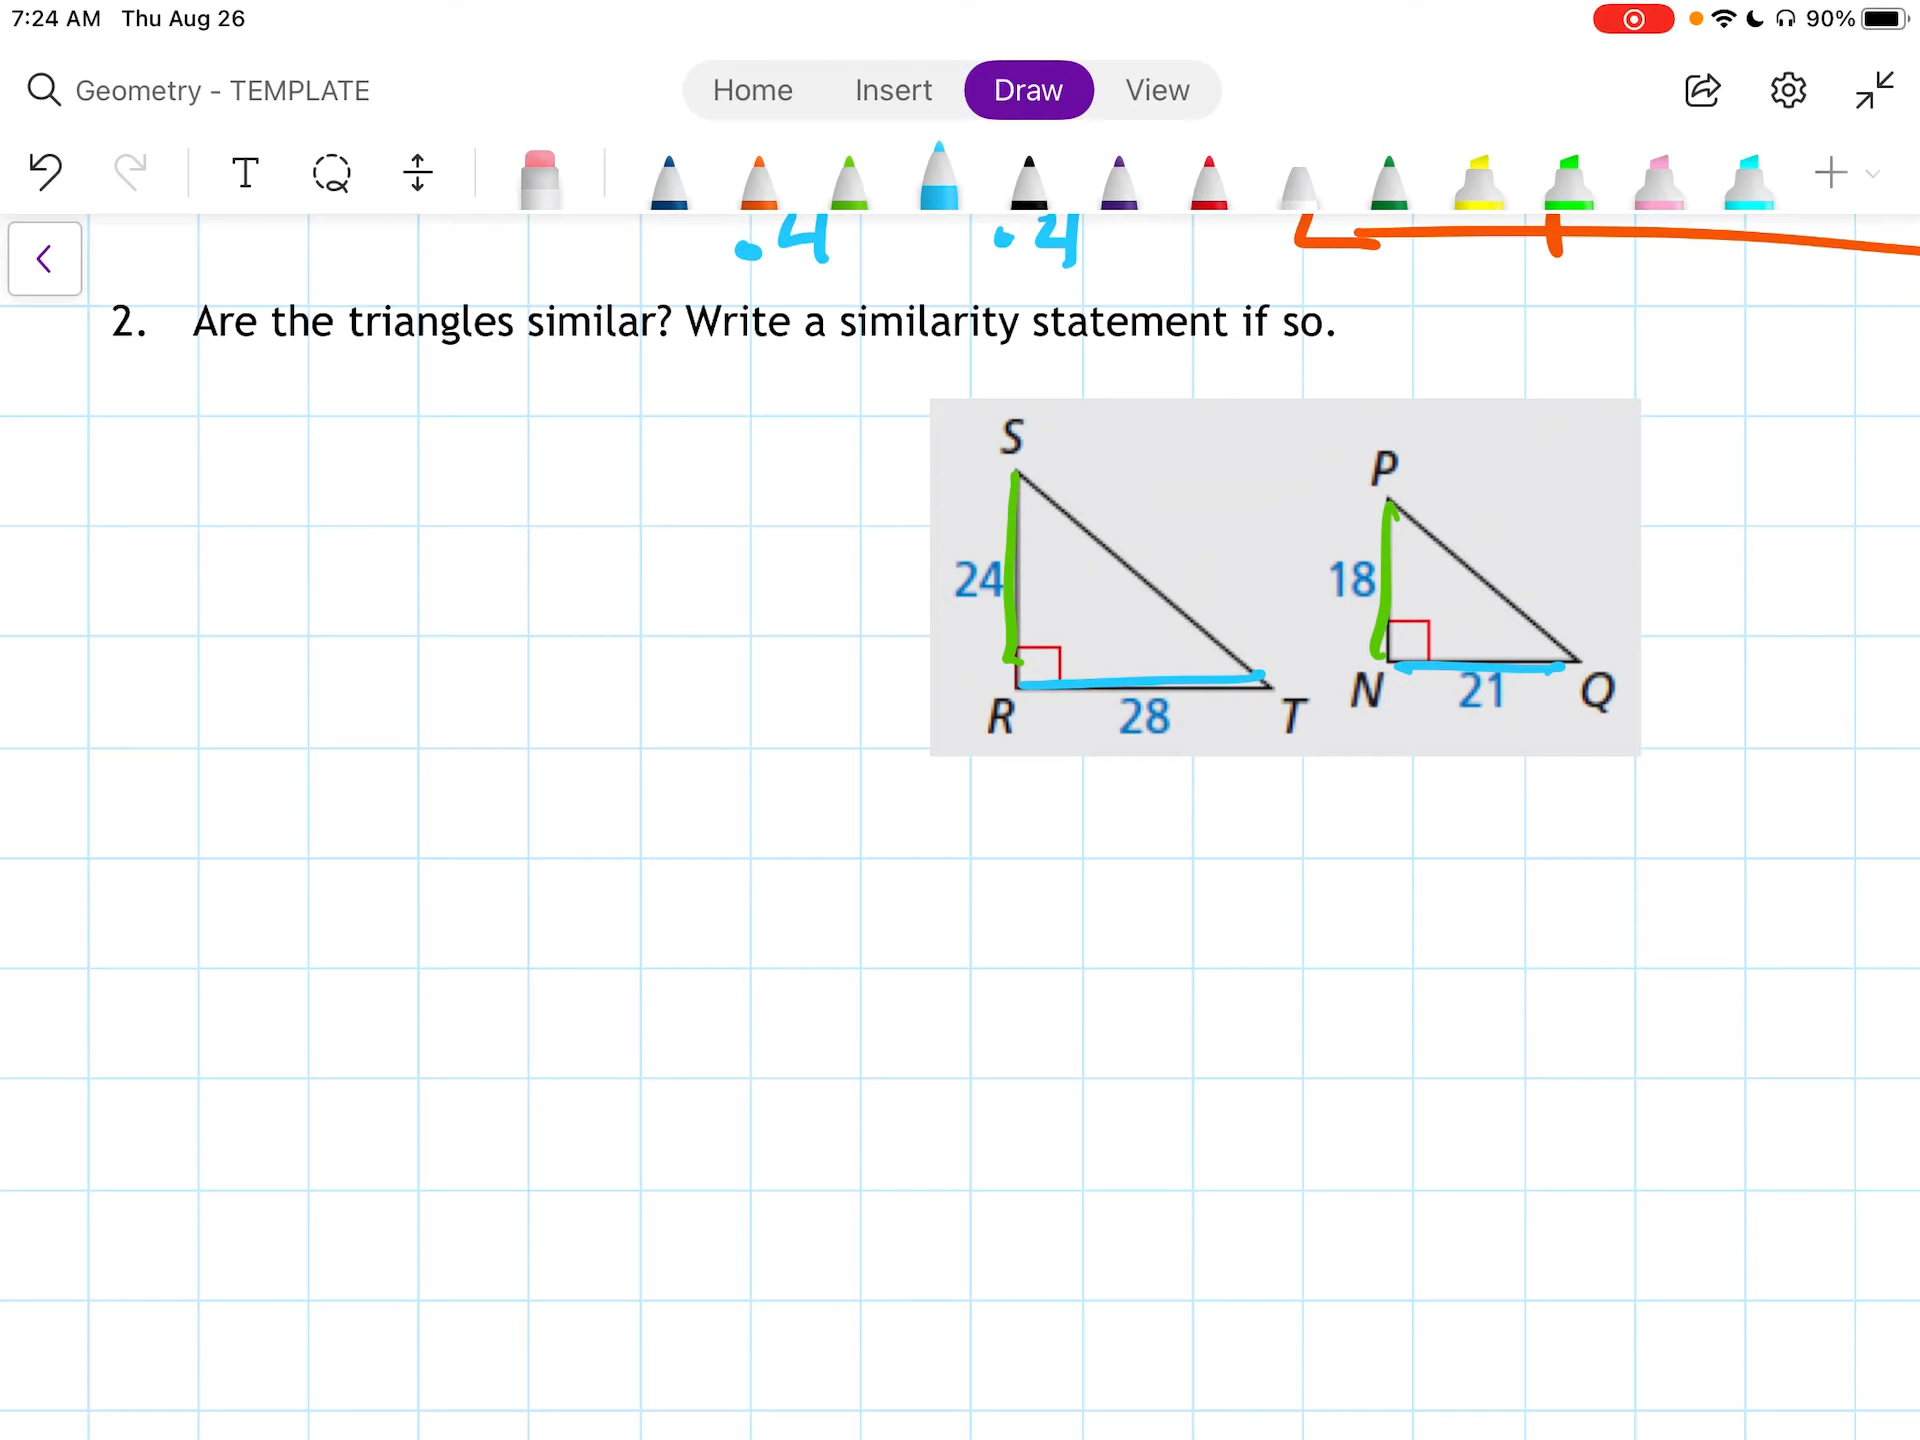 7:24 AM Thu Aug 26
90%
Geometry - TEMPLATE
Home Insert Draw View
T
.4 .4
2. Are the triangles similar? Write a similarity statement if so.
S
P
24
18
R 28 T
N 21 Q